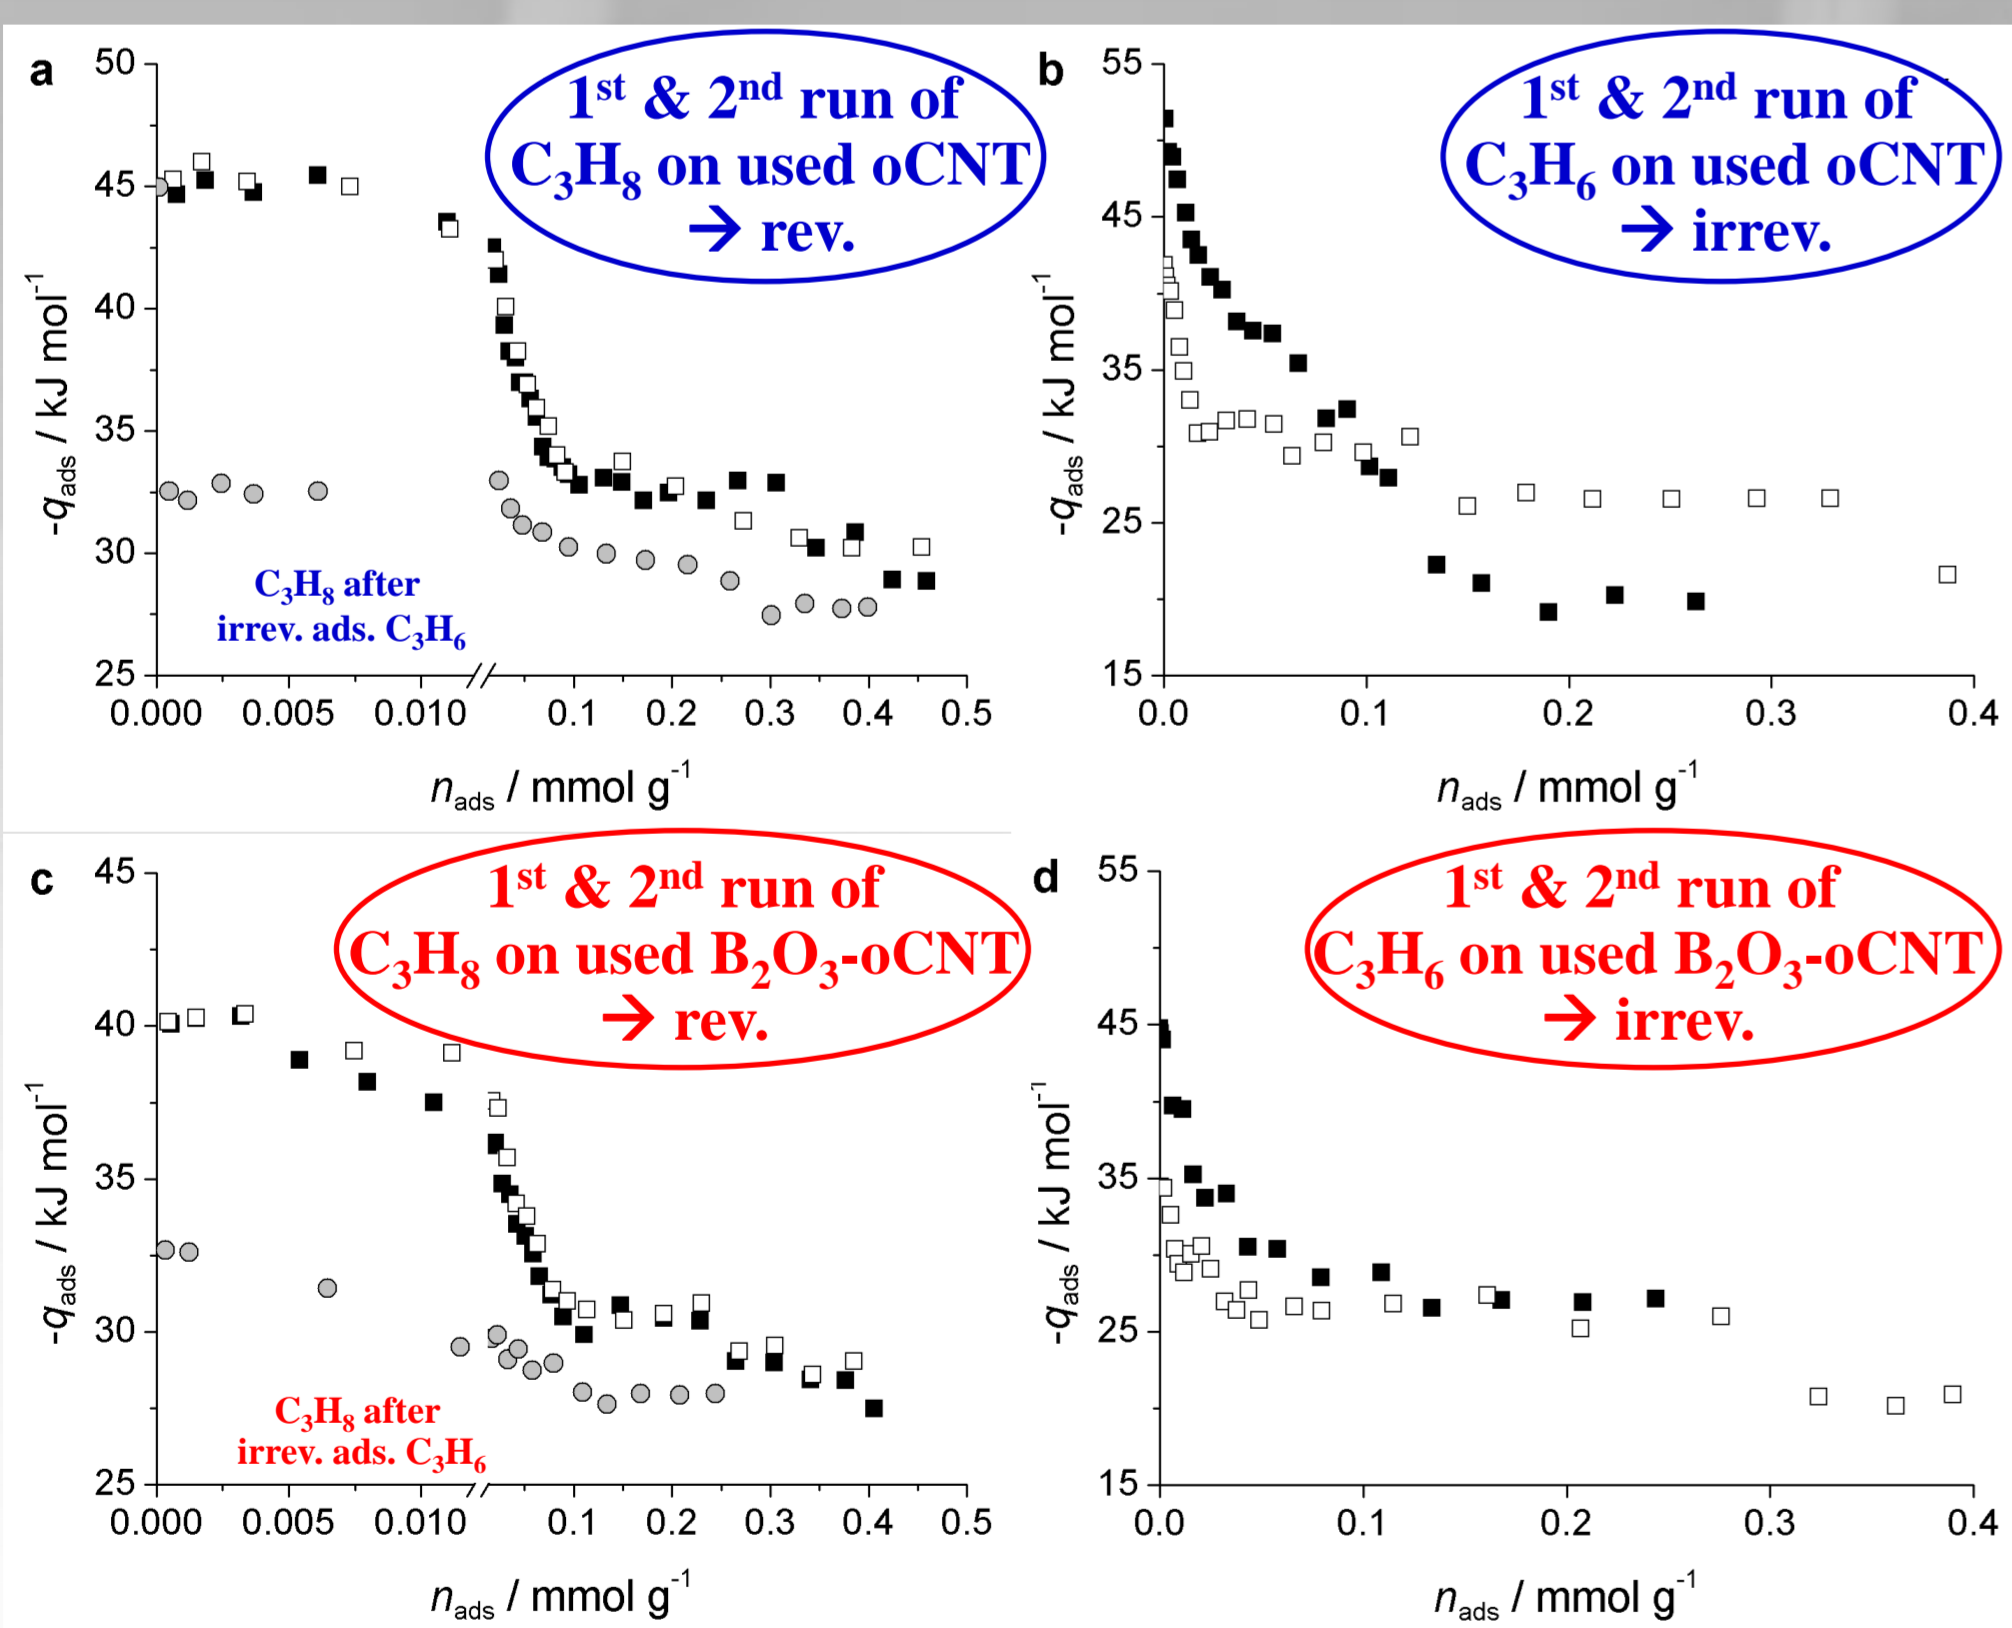 a
1st & 2nd run of
C3H8 on used oCNT
→ rev.
50
45
40
35
30
25
-qads / kJ mol-1
C3H8 after
irrev. ads. C3H6
0.000 0.005 0.010 0.1 0.2 0.3 0.4 0.5
nads / mmol g-1
b
1st & 2nd run of
C3H6 on used oCNT
→ irrev.
55
45
35
25
15
-qads / kJ mol-1
0.0 0.1 0.2 0.3 0.4
nads / mmol g-1
c
1st & 2nd run of
C3H8 on used B2O3-oCNT
→ rev.
45
40
35
30
25
-qads / kJ mol-1
C3H8 after
irrev. ads. C3H6
0.000 0.005 0.010 0.1 0.2 0.3 0.4 0.5
nads / mmol g-1
d
1st & 2nd run of
C3H6 on used B2O3-oCNT
→ irrev.
55
45
35
25
15
-qads / kJ mol-1
0.0 0.1 0.2 0.3 0.4
nads / mmol g-1